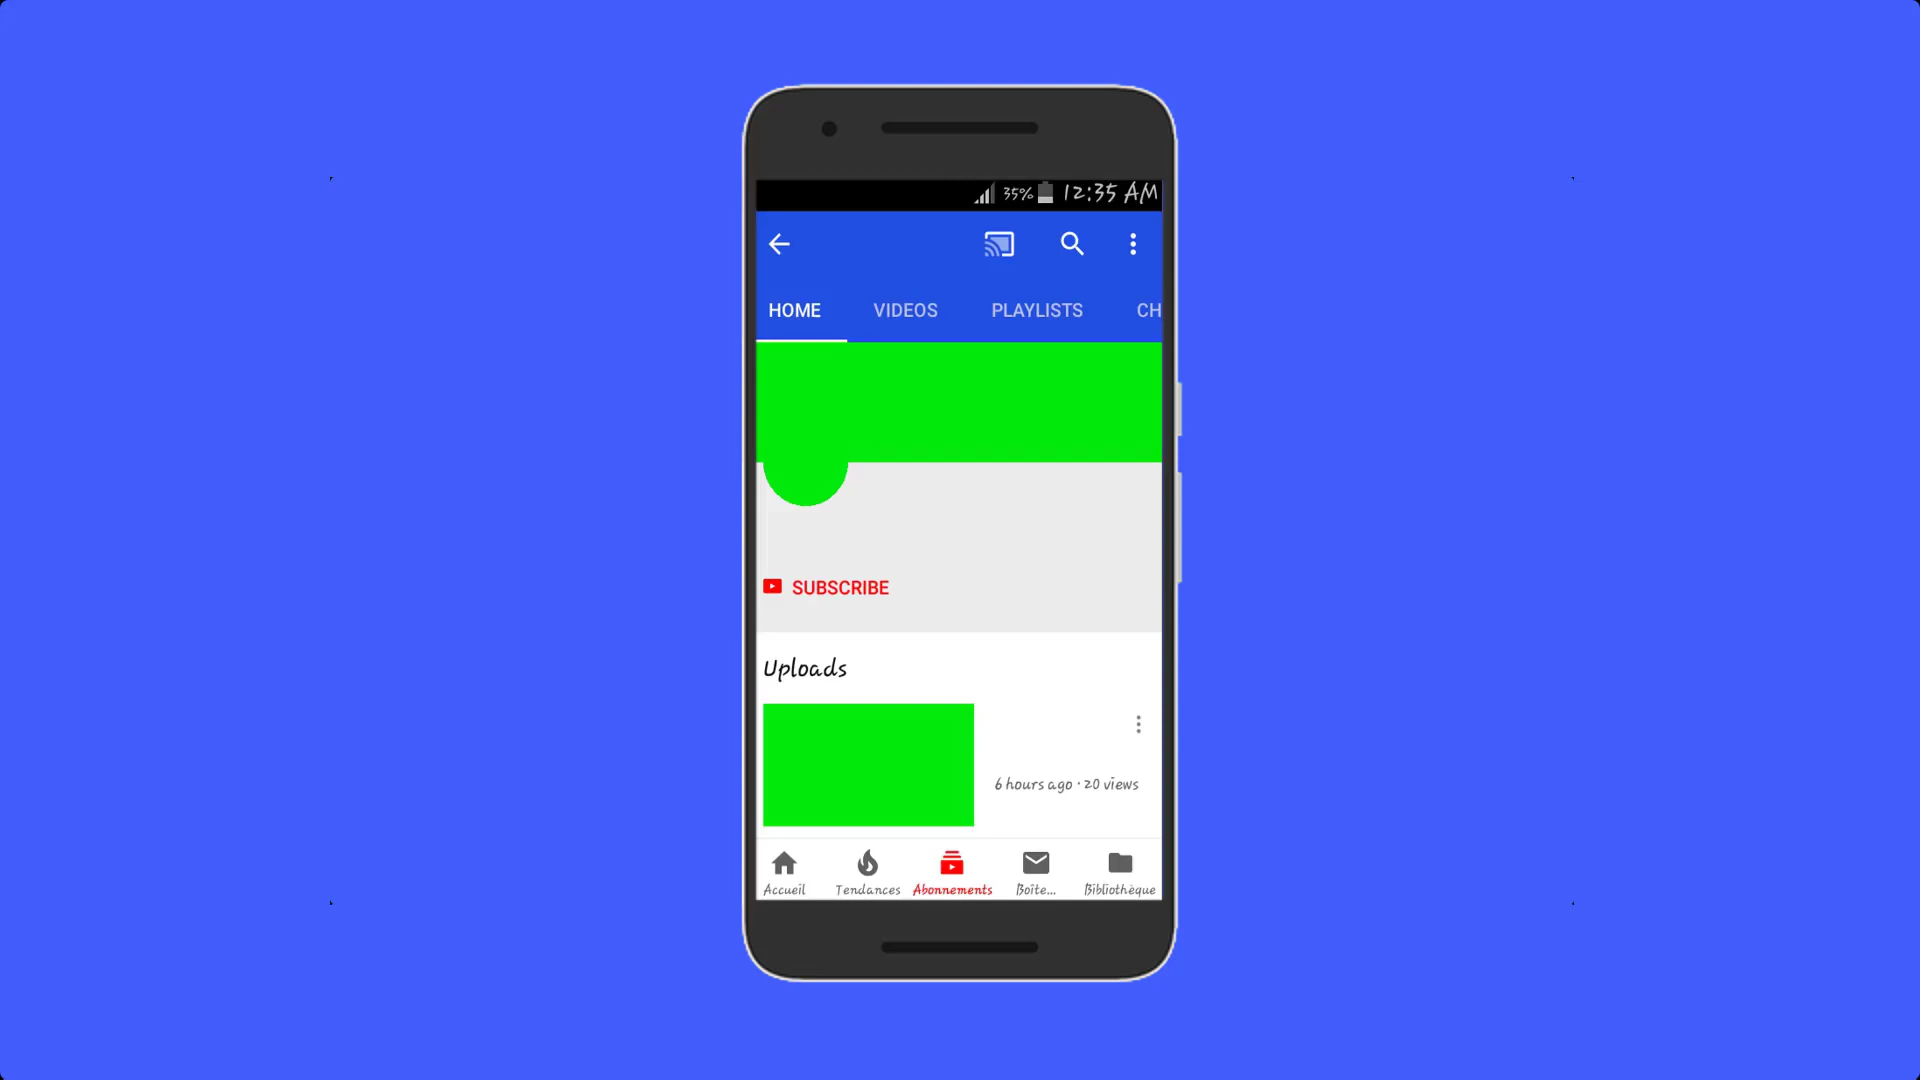 35% 12:35 AM
HOME VIDEOS PLAYLISTS CH
SUBSCRIBE
Uploads
6 hours ago · 20 views
Accueil Tendances Abonnements Boîte... Bibliothèque